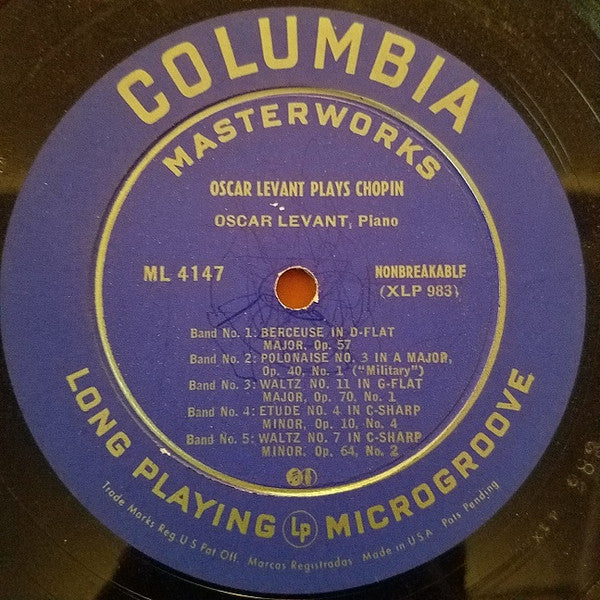 COLUMBIA
MASTERWORKS
OSCAR LEVANT PLAYS CHOPIN
OSCAR LEVANT, Piano
ML 4147
NONBREAKABLE
(XLP 983)
Band No. 1: BERCEUSE IN D-FLAT
MAJOR, Op. 57
Band No. 2: POLONAISE NO. 3 IN A MAJOR,
Op. 40, No. 1 ("Military")
Band No. 3: WALTZ NO. 11 IN G-FLAT
MAJOR, Op. 70, No. 1
Band No. 4: ETUDE NO. 4 IN C-SHARP
MINOR, Op. 10, No. 4
Band No. 5: WALTZ NO. 7 IN C-SHARP
MINOR, Op. 64, No. 2
LONG PLAYING Lp MICROGROOVE
Trade Marks Reg. U S Pat Off. Marcas Registradas Made in U.S.A Pats Pending